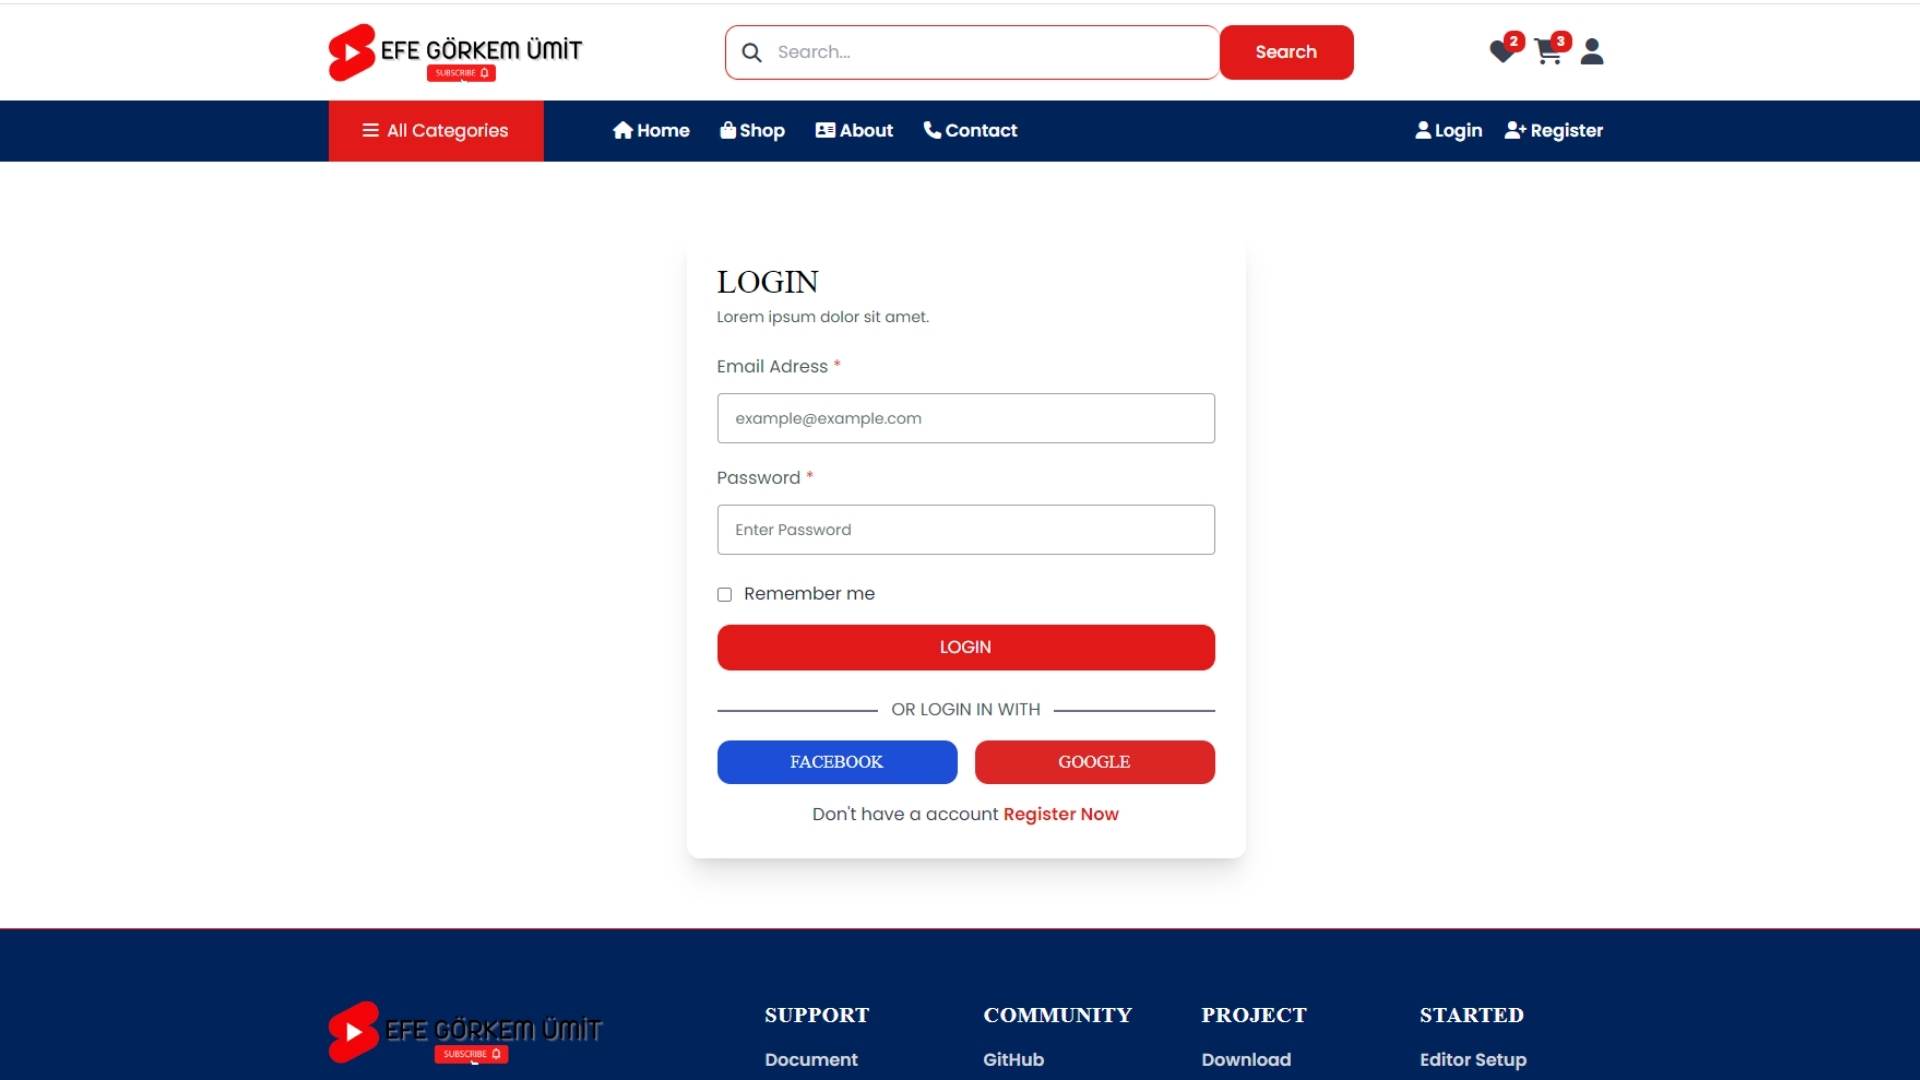 EFE GÖRKEM ÜMİT
SUBSCRIBE
Search...
Search
2
3
All Categories
Home
Shop
About
Contact
Login
Register
LOGIN
Lorem ipsum dolor sit amet.
Email Adress *
example@example.com
Password *
Enter Password
Remember me
LOGIN
OR LOGIN IN WITH
FACEBOOK
GOOGLE
Don't have a account Register Now
EFE GÖRKEM ÜMİT
SUBSCRIBE
SUPPORT
COMMUNITY
PROJECT
STARTED
Document
GitHub
Download
Editor Setup